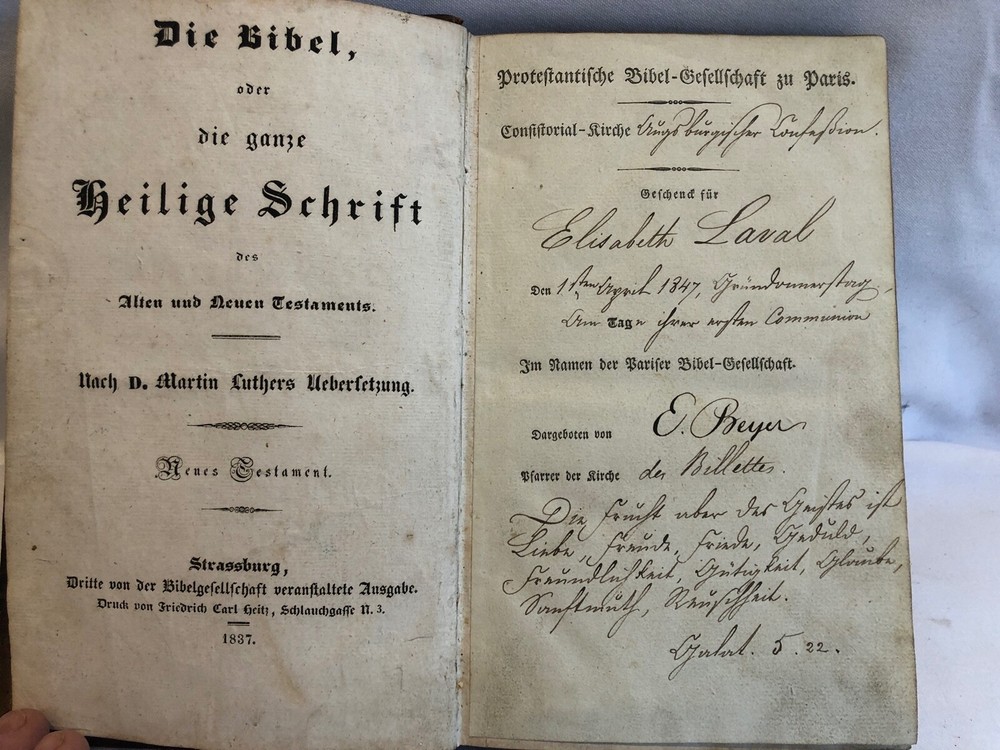 Die Bibel,
oder
die ganze
Heilige Schrift
des
Alten und Neuen Testaments.
Nach D. Martin Luthers Uebersetzung.
Neues Testament.
Strassburg,
Dritte von der Bibelgesellschaft veranstaltete Ausgabe.
Druck von Friedrich Carl Heitz, Schlauchgasse N. 3.
1837.
Protestantische Bibel-Gesellschaft zu Paris.
Consistorial-Kirche Augsburgischer Confeßion.
Geschenck für
Elisabeth Laval
Den 1sten April 1847, Gründonnerstag,
Am Tage ihrer ersten Communion
Im Namen der Pariser Bibel-Gesellschaft.
Dargeboten von E. Beyer
Pfarrer der Kirche des Billettes.
Die Frucht aber des Geistes ist
Liebe, Freude, Friede, Geduld,
Freundlichkeit, Gütigkeit, Glaube,
Sanftmuth, Keuschheit.
Galat. 5. 22.